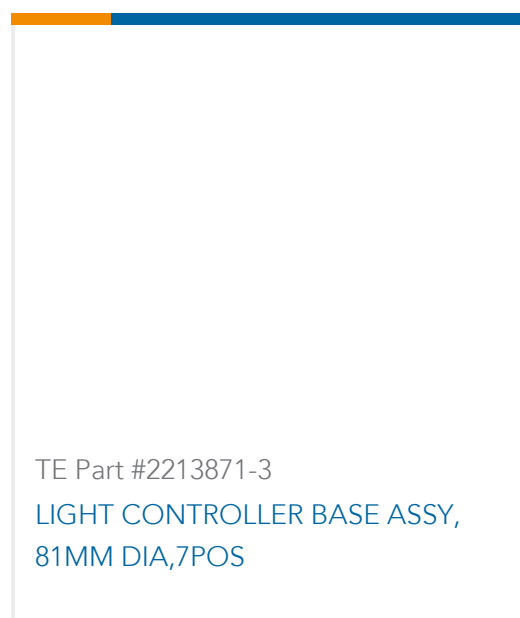 TE Part #2213871-3
LIGHT CONTROLLER BASE ASSY,
81MM DIA,7POS